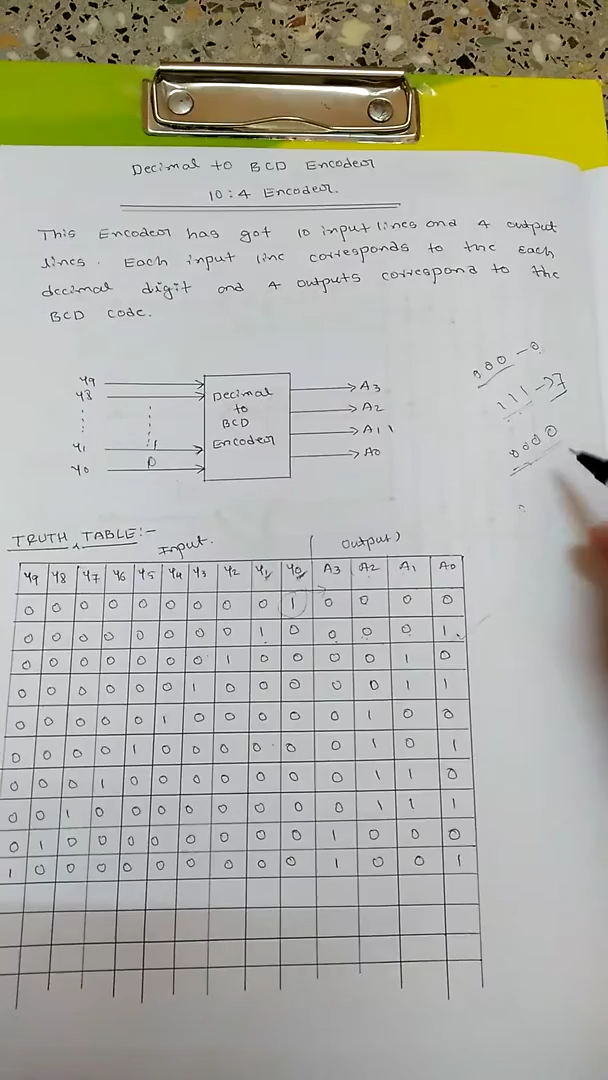 Decimal to BCD Encoder
10:4 Encoder.
This Encoder has got 10 input lines and 4 output
lines. Each input line corresponds to the each
decimal digit and 4 outputs correspond to the
BCD code.
000 - 0
111 -> 7
0000
Y9
Y8
Y1 1
Y0 0
Decimal
to
BCD
Encoder
A3
A2
A1 1
A0
TRUTH TABLE:-
Input. Output)
Y9 Y8 Y7 Y6 Y5 Y4 Y3 Y2 Y1 Y0 A3 A2 A1 A0
0 0 0 0 0 0 0 0 0 1 0 0 0 0
0 0 0 0 0 0 0 0 1 0 0 0 0 1
0 0 0 0 0 0 0 1 0 0 0 0 1 0
0 0 0 0 0 0 1 0 0 0 0 0 1 1
0 0 0 0 0 1 0 0 0 0 0 1 0 0
0 0 0 0 1 0 0 0 0 0 0 1 0 1
0 0 0 1 0 0 0 0 0 0 0 1 1 0
0 0 1 0 0 0 0 0 0 0 0 1 1 1
0 1 0 0 0 0 0 0 0 0 1 0 0 0
1 0 0 0 0 0 0 0 0 0 1 0 0 1